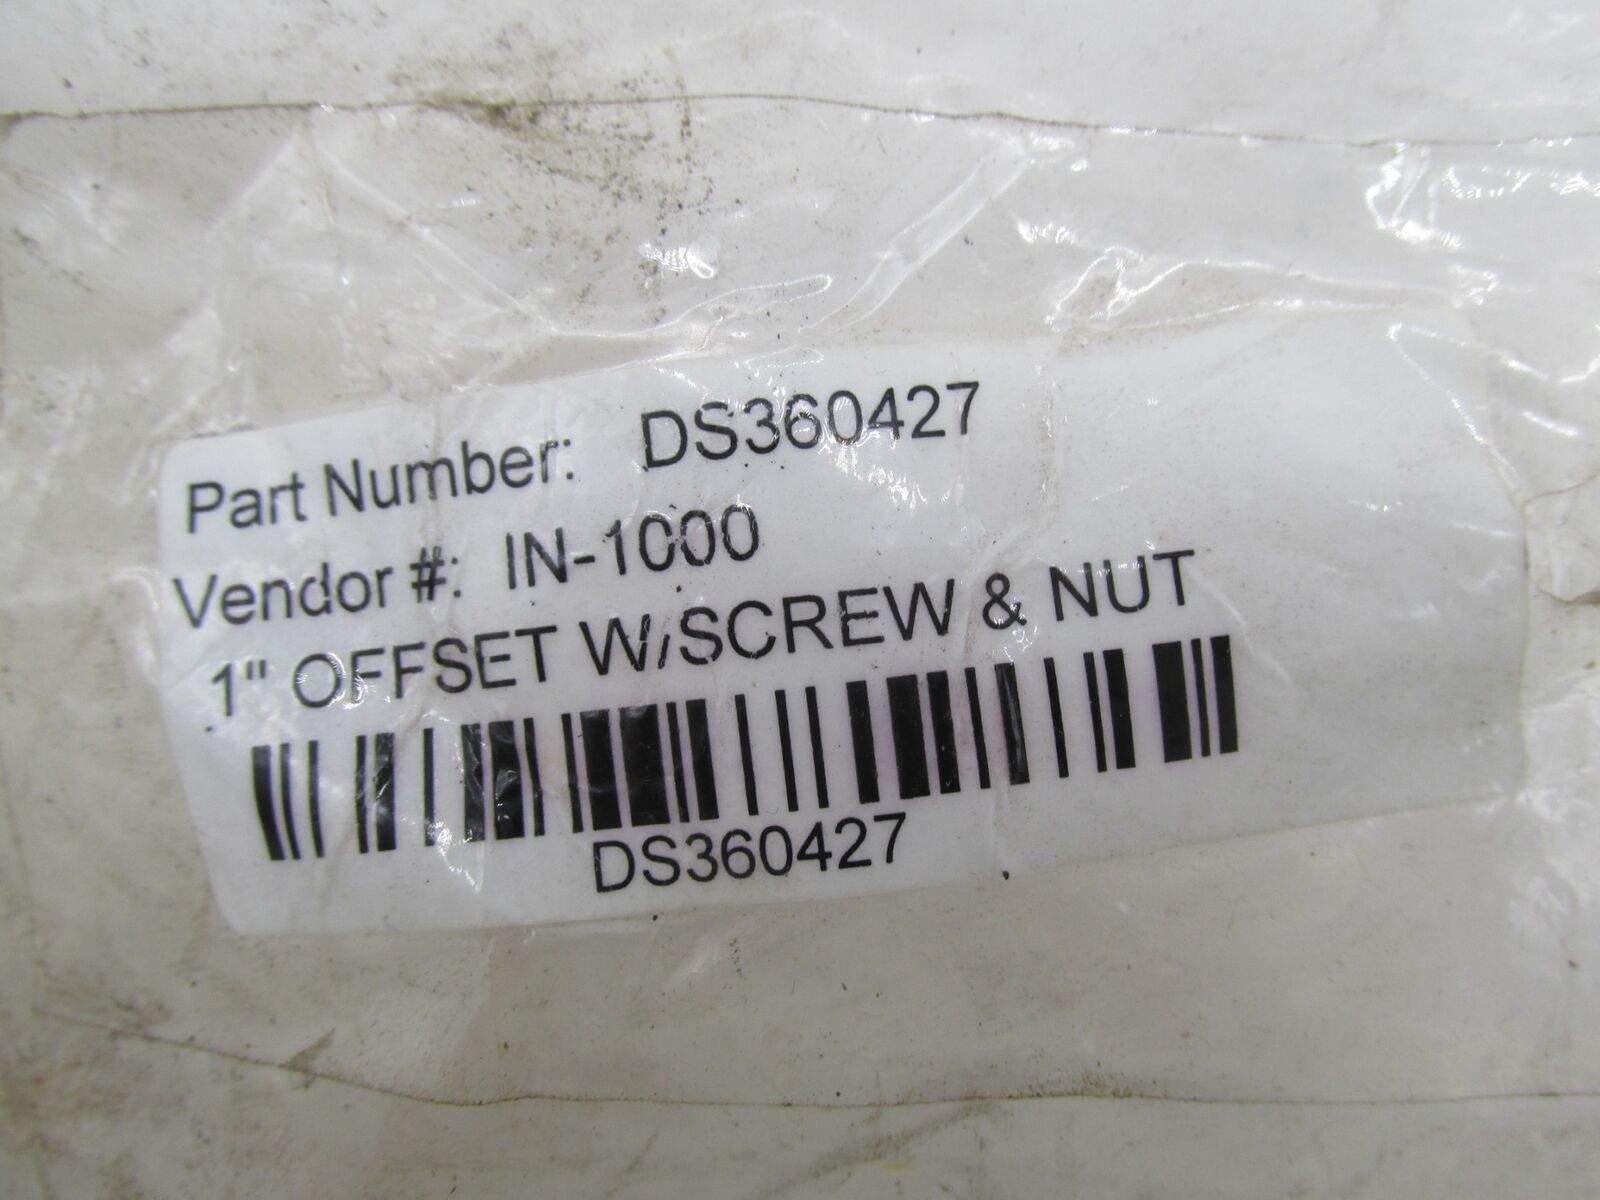 Part Number: DS360427
Vendor #: IN-1000
1" OFFSET W/SCREW & NUT
DS360427